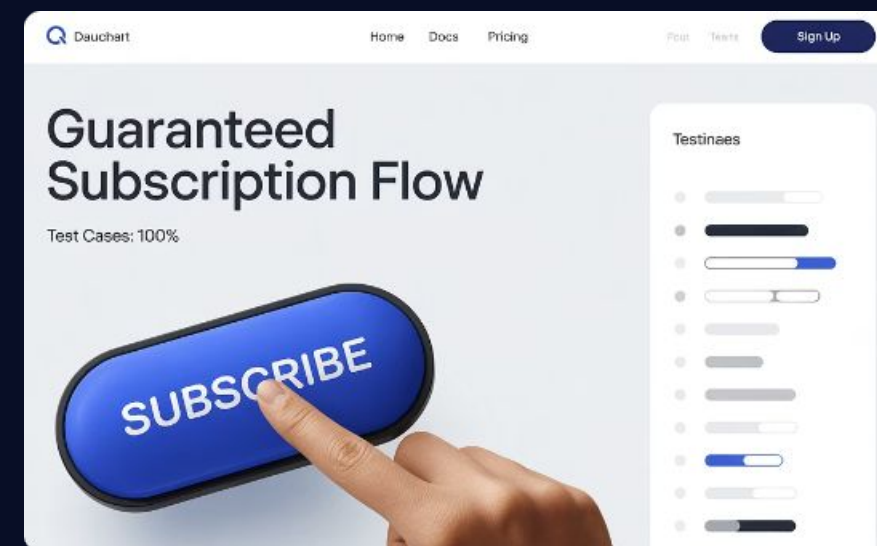 Dauchart
Home Docs Pricing
Sign Up
Guaranteed
Subscription Flow
Test Cases: 100%
Testinaes
SUBSCRIBE